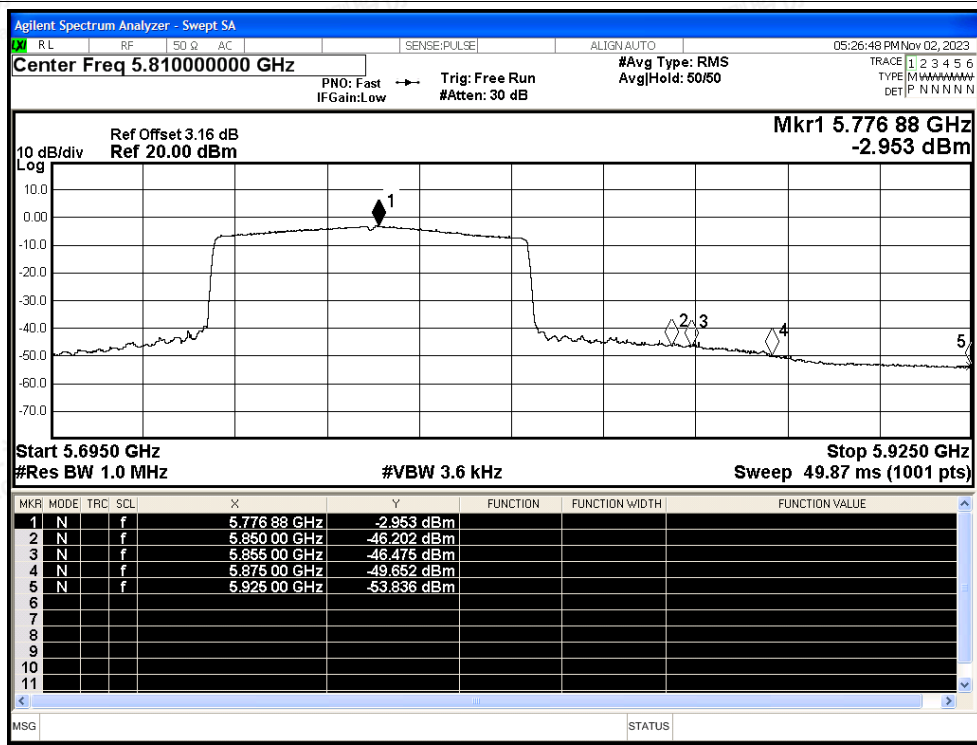 Agilent Spectrum Analyzer - Swept SA
LXI RL RF 50 Ω AC SENSE:PULSE ALIGN AUTO 05:26:48 PM Nov 02, 2023
Center Freq 5.810000000 GHz
PNO: Fast
IFGain:Low
Trig: Free Run
#Atten: 30 dB
#Avg Type: RMS
Avg|Hold: 50/50
TRACE 1 2 3 4 5 6
TYPE M
DET P N N N N N
Mkr1 5.776 88 GHz
-2.953 dBm
Ref Offset 3.16 dB
10 dB/div Ref 20.00 dBm
Log
10.0
0.00
-10.0
-20.0
-30.0
-40.0
-50.0
-60.0
-70.0
1
2 3
4
5
Start 5.6950 GHz Stop 5.9250 GHz
#Res BW 1.0 MHz #VBW 3.6 kHz Sweep 49.87 ms (1001 pts)
MKR MODE TRC SCL X Y FUNCTION FUNCTION WIDTH FUNCTION VALUE
1 N f 5.776 88 GHz -2.953 dBm
2 N f 5.850 00 GHz -46.202 dBm
3 N f 5.855 00 GHz -46.475 dBm
4 N f 5.875 00 GHz -49.652 dBm
5 N f 5.925 00 GHz -53.836 dBm
6
7
8
9
10
11
MSG STATUS